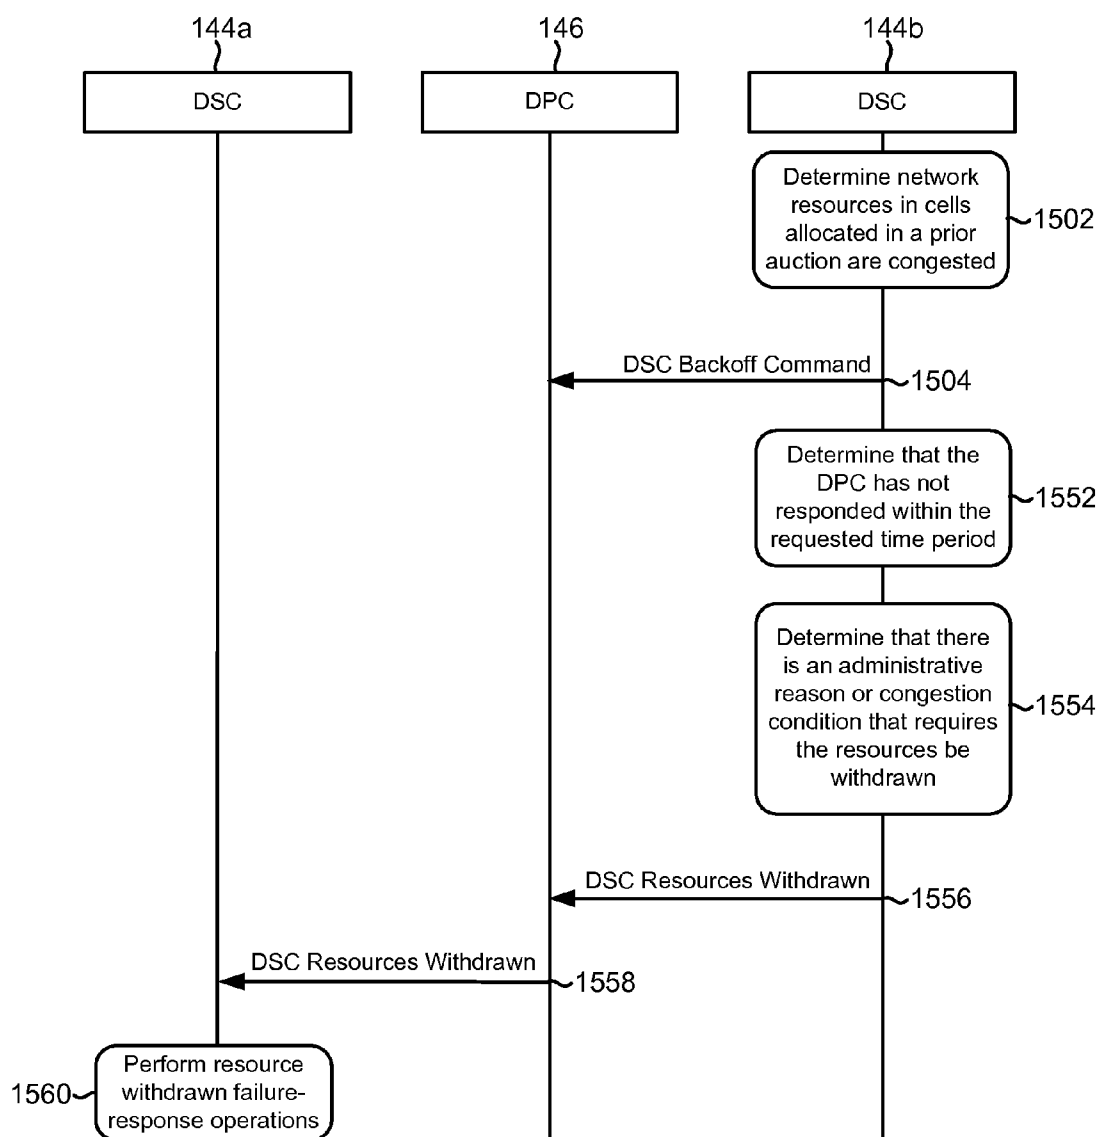 144a
146
144b
DSC
DPC
DSC
Determine network
resources in cells
allocated in a prior
auction are congested
1502
DSC Backoff Command
1504
Determine that the
DPC has not
responded within the
requested time period
1552
Determine that there
is an administrative
reason or congestion
condition that requires
the resources be
withdrawn
1554
DSC Resources Withdrawn
1556
DSC Resources Withdrawn
1558
Perform resource
withdrawn failure-
response operations
1560